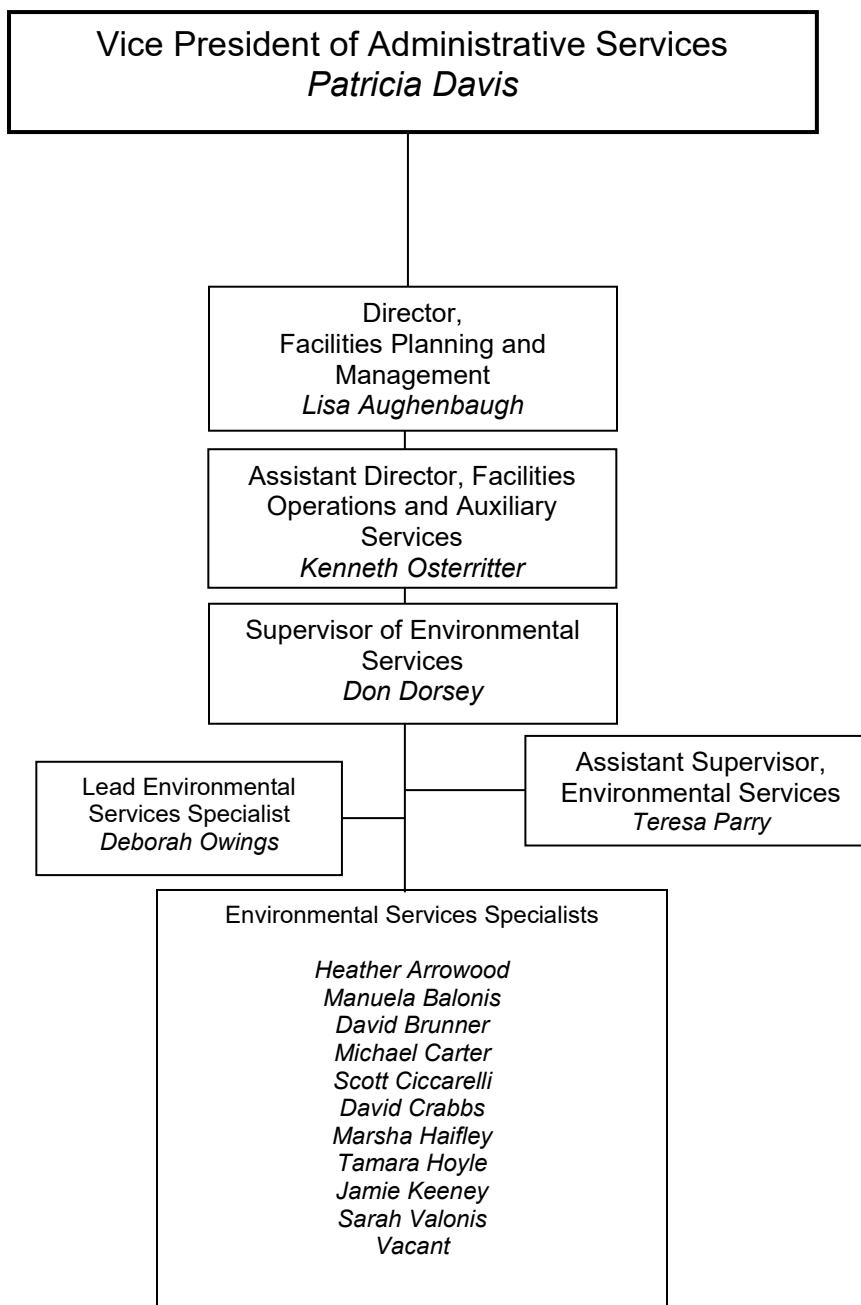 Vice President of Administrative Services
Patricia Davis
Director,
Facilities Planning and
Management
Lisa Aughenbaugh
Assistant Director, Facilities
Operations and Auxiliary
Services
Kenneth Osterritter
Supervisor of Environmental
Services
Don Dorsey
Lead Environmental
Services Specialist
Deborah Owings
Assistant Supervisor,
Environmental Services
Teresa Parry
Environmental Services Specialists
Heather Arrowood
Manuela Balonis
David Brunner
Michael Carter
Scott Ciccarelli
David Crabbs
Marsha Haifley
Tamara Hoyle
Jamie Keeney
Sarah Valonis
Vacant